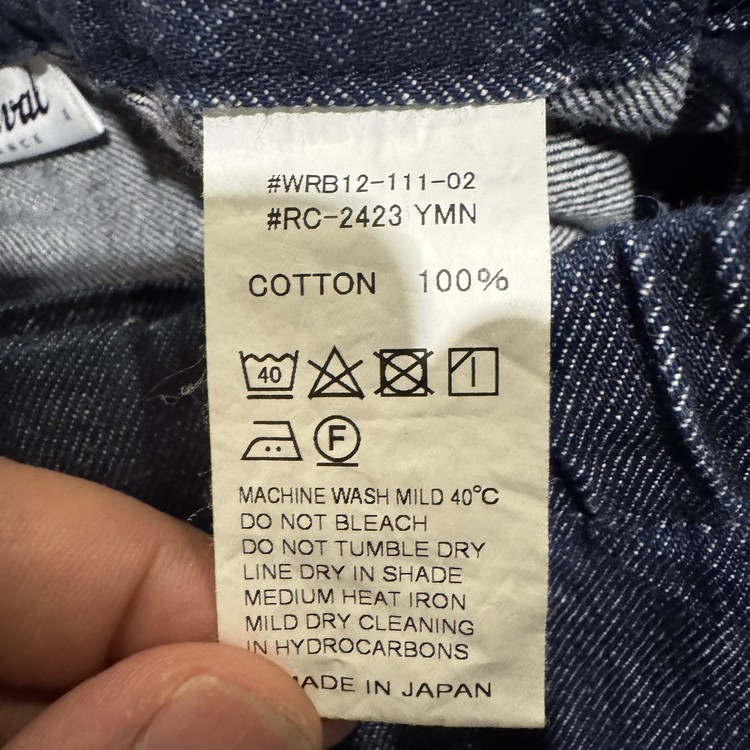 #WRB12-111-02
#RC-2423 YMN
COTTON 100%
40
F
MACHINE WASH MILD 40°C
DO NOT BLEACH
DO NOT TUMBLE DRY
LINE DRY IN SHADE
MEDIUM HEAT IRON
MILD DRY CLEANING
IN HYDROCARBONS
MADE IN JAPAN